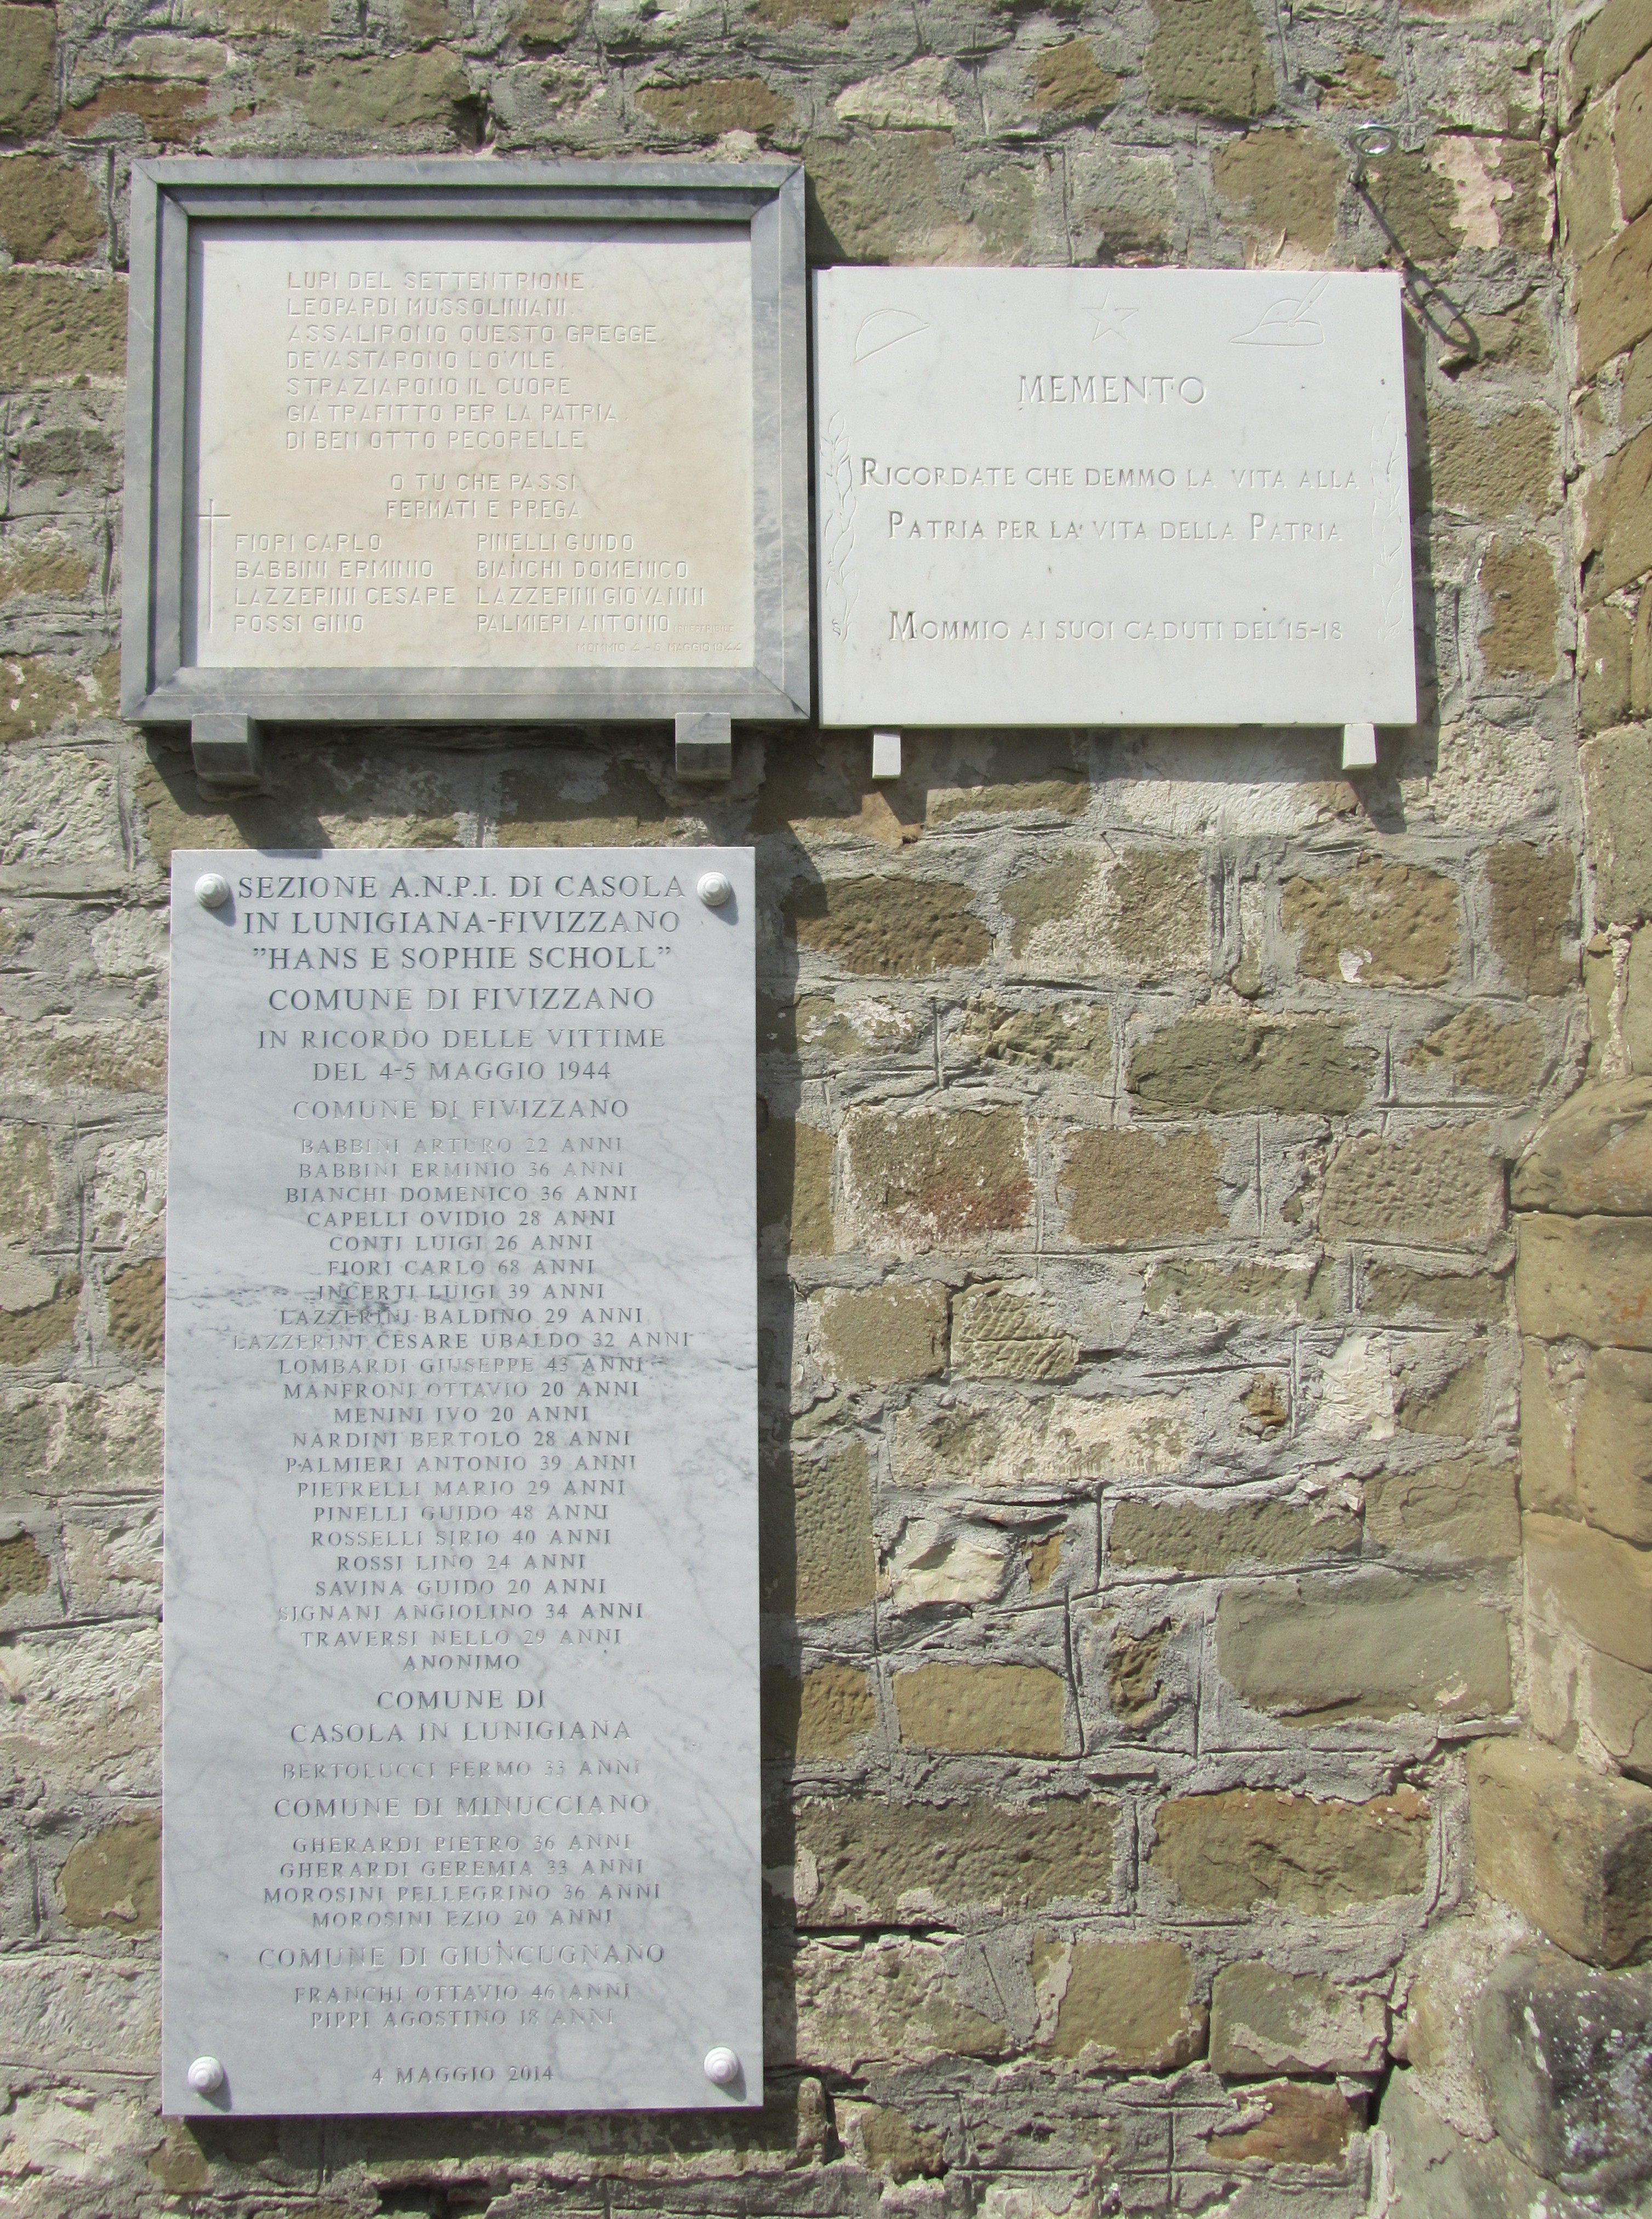 LUPI DEL SETTENTRIONE
LEOPARDI MUSSOLINIANI.
ASSALIRONO QUESTO GREGGE
DEVASTARONO L'OVILE.
STRAZIARONO IL CUORE
GIA TRAFITTO PER LA PATRIA.
DI BEN OTTO PECORELLE
O TU CHE PASSI
FERMATI E PREGA
FIORI CARLO PINELLI GUIDO
BABBINI ERMINIO BIANCHI DOMENICO
LAZZERINI CESARE LAZZERINI GIOVANNI
ROSSI GINO PALMIERI ANTONIO
MOMMIO 4-5 MAGGIO 1944
MEMENTO
RICORDATE CHE DEMMO LA VITA ALLA
PATRIA PER LA VITA DELLA PATRIA
MOMMIO AI SUOI CADUTI DEL '15-18
SEZIONE A.N.P.I. DI CASOLA
IN LUNIGIANA-FIVIZZANO
"HANS E SOPHIE SCHOLL"
COMUNE DI FIVIZZANO
IN RICORDO DELLE VITTIME
DEL 4-5 MAGGIO 1944
COMUNE DI FIVIZZANO
BABBINI ARTURO 22 ANNI
BABBINI ERMINIO 36 ANNI
BIANCHI DOMENICO 36 ANNI
CAPELLI OVIDIO 28 ANNI
CONTI LUIGI 26 ANNI
FIORI CARLO 68 ANNI
INCERTI LUIGI 39 ANNI
LAZZERINI BALDINO 29 ANNI
LAZZERINI CESARE UBALDO 32 ANNI
LOMBARDI GIUSEPPE 43 ANNI
MANFRONI OTTAVIO 20 ANNI
MENINI IVO 20 ANNI
NARDINI BERTOLO 28 ANNI
PALMIERI ANTONIO 39 ANNI
PIETRELLI MARIO 29 ANNI
PINELLI GUIDO 48 ANNI
ROSSELLI SIRIO 40 ANNI
ROSSI LINO 24 ANNI
SAVINA GUIDO 20 ANNI
SIGNANI ANGIOLINO 34 ANNI
TRAVERSI NELLO 29 ANNI
ANONIMO
COMUNE DI
CASOLA IN LUNIGIANA
BERTOLUCCI FERMO 33 ANNI
COMUNE DI MINUCCIANO
GHERARDI PIETRO 36 ANNI
GHERARDI GEREMIA 33 ANNI
MOROSINI PELLEGRINO 36 ANNI
MOROSINI EZIO 20 ANNI
COMUNE DI GIUNCUGNANO
FRANCHI OTTAVIO 46 ANNI
PIPPI AGOSTINO 18 ANNI
4 MAGGIO 2014